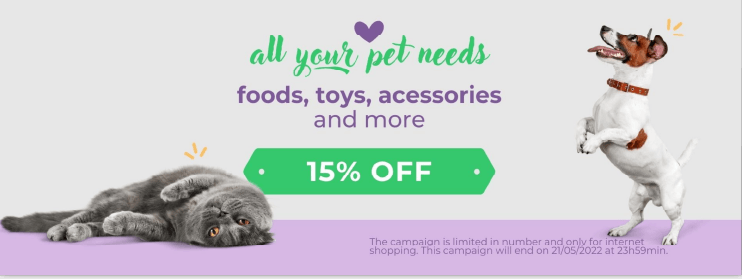 all your pet needs
foods, toys, acessories
and more
15% OFF
The campaign is limited in number and only for internet
shopping. This campaign will end on 21/05/2022 at 23h59min.